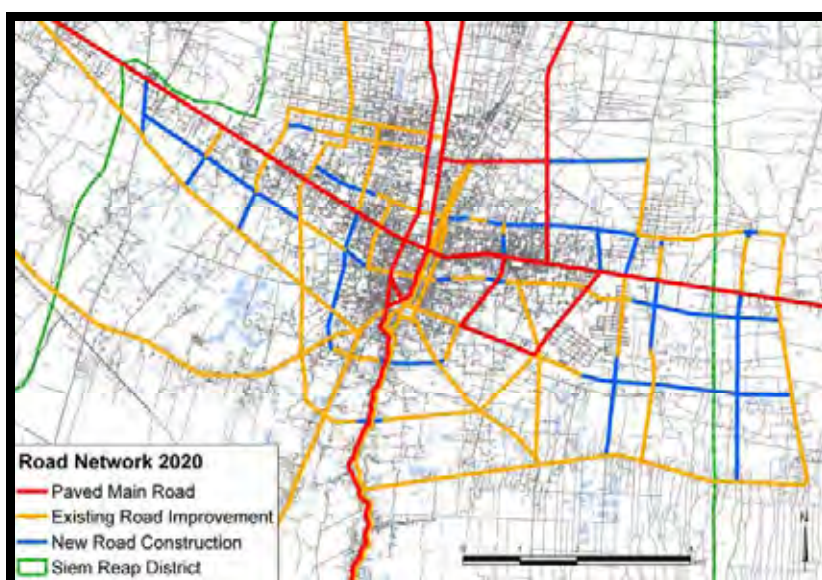 Road Network 2020
Paved Main Road
Existing Road Improvement
New Road Construction
Siem Reap District
N